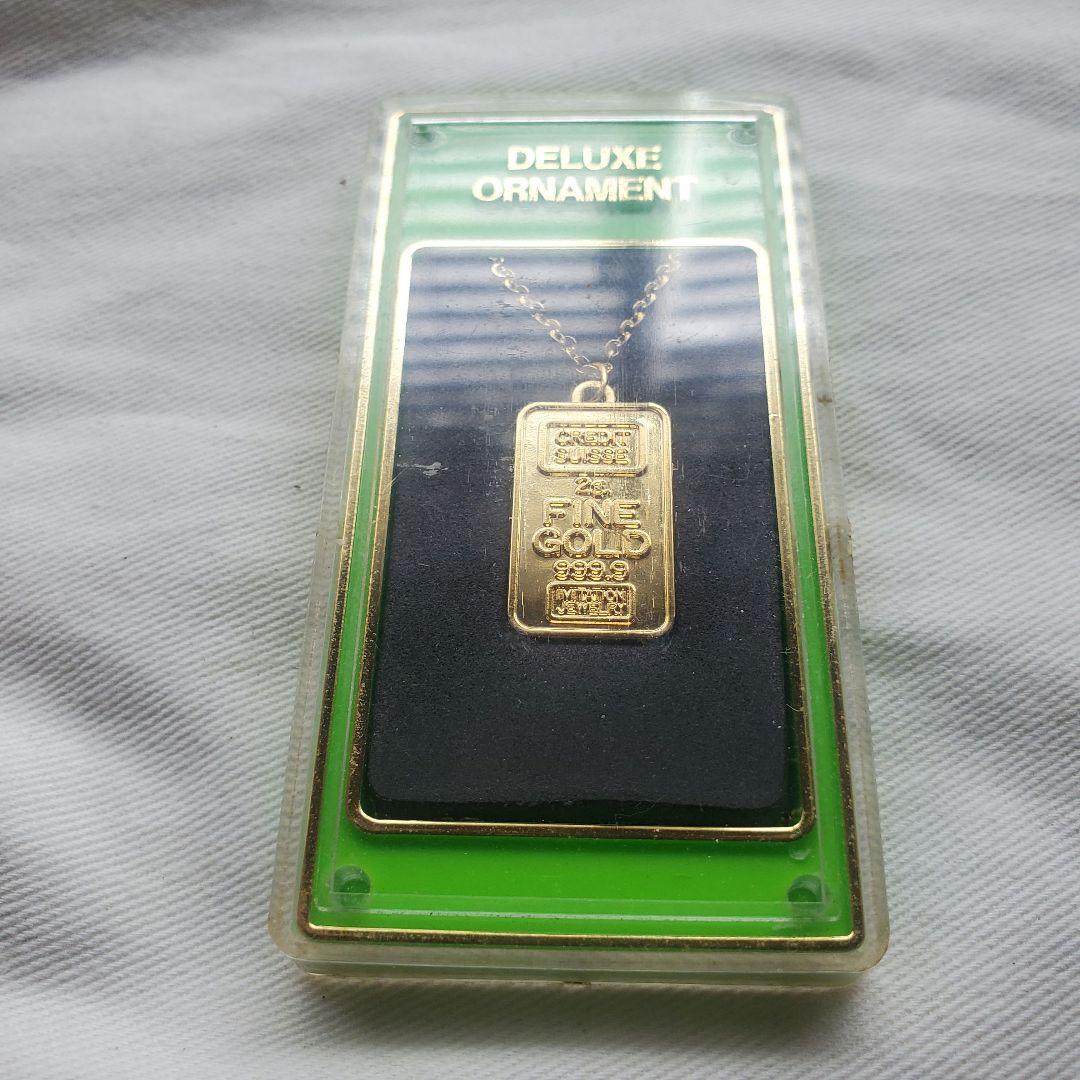 DELUXE
ORNAMENT
CREDIT
SUISSE
2g.
FINE
GOLD
999.9
IMITATION
JEWELRY